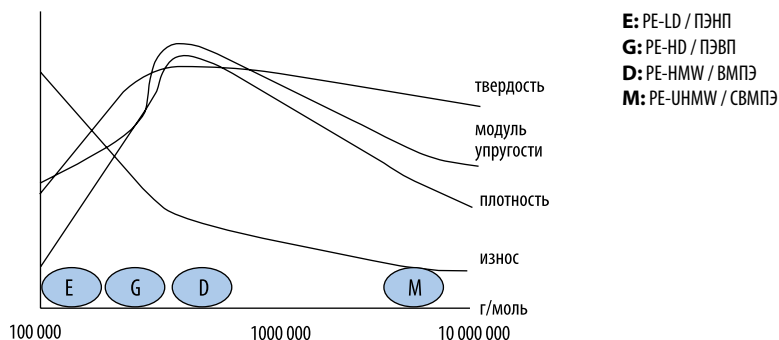 E: PE-LD / ПЭНП
G: PE-HD / ПЭВП
D: PE-HMW / ВМПЭ
M: PE-UHMW / СВМПЭ
твердость
модуль
упругости
плотность
износ
E G D M
г/моль
100 000 1000 000 10 000 000